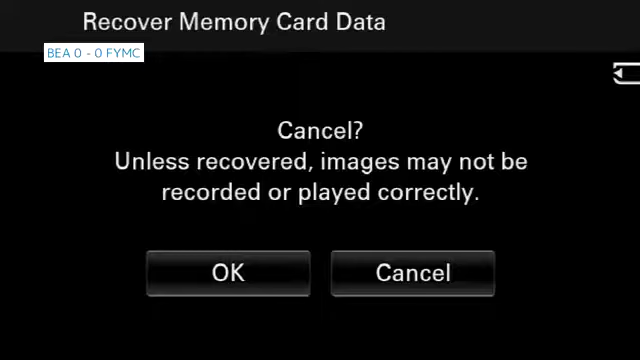 Recover Memory Card Data
BEA 0 - 0 FYMC
Cancel?
Unless recovered, images may not be
recorded or played correctly.
OK
Cancel